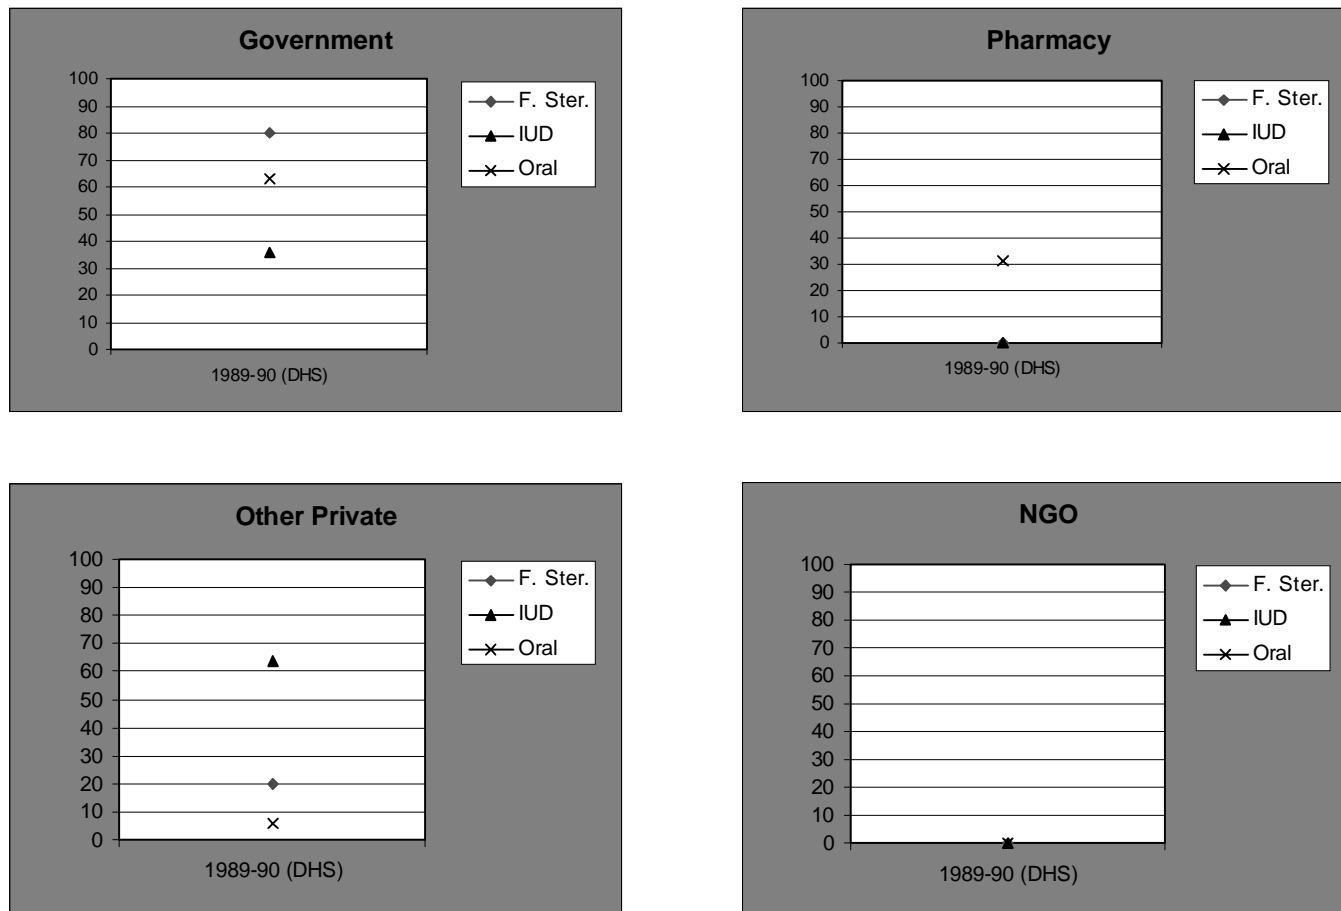 Government
100
90
80
70
60
50
40
30
20
10
0
1989-90 (DHS)
F. Ster.
IUD
Oral
Pharmacy
100
90
80
70
60
50
40
30
20
10
0
1989-90 (DHS)
F. Ster.
IUD
Oral
Other Private
100
90
80
70
60
50
40
30
20
10
0
1989-90 (DHS)
F. Ster.
IUD
Oral
NGO
100
90
80
70
60
50
40
30
20
10
0
1989-90 (DHS)
F. Ster.
IUD
Oral